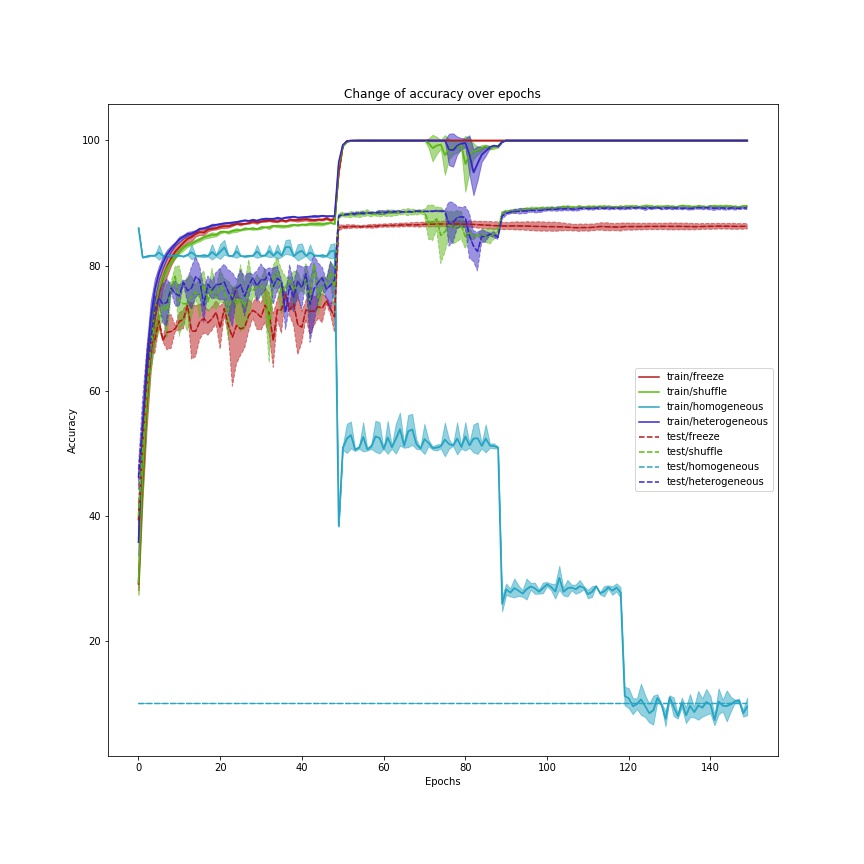 Change of accuracy over epochs
100
80
60
40
20
Accuracy
train/freeze
train/shuffle
train/homogeneous
train/heterogeneous
test/freeze
test/shuffle
test/homogeneous
test/heterogeneous
0 20 40 60 80 100 120 140
Epochs